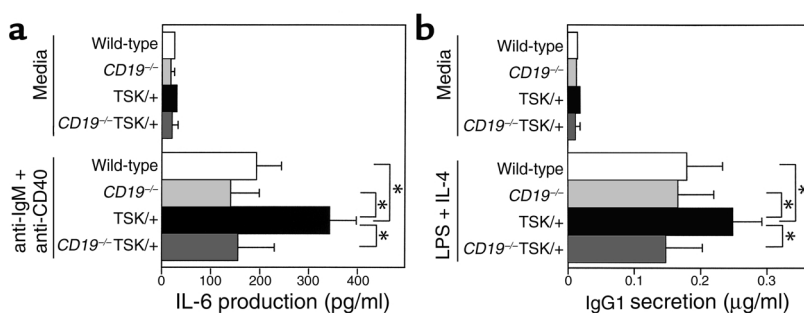 a
Media
Wild-type
CD19⁻/⁻
TSK/+
CD19⁻/⁻TSK/+
anti-IgM +
anti-CD40
Wild-type
CD19⁻/⁻
TSK/+
CD19⁻/⁻TSK/+
*
*
*
0 100 200 300 400
IL-6 production (pg/ml)
b
Media
Wild-type
CD19⁻/⁻
TSK/+
CD19⁻/⁻TSK/+
LPS + IL-4
Wild-type
CD19⁻/⁻
TSK/+
CD19⁻/⁻TSK/+
*
*
*
0 0.1 0.2 0.3
IgG1 secretion (μg/ml)